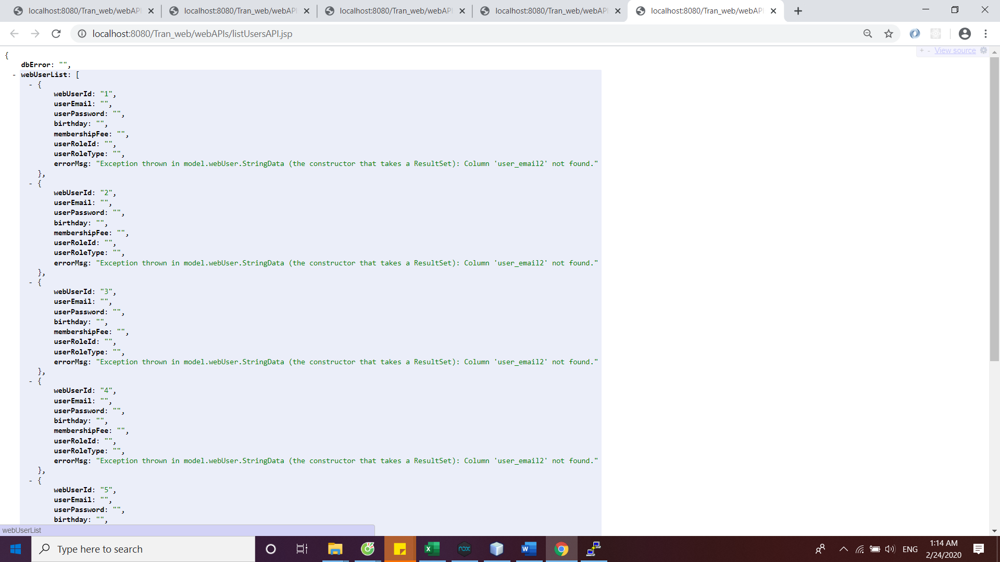 localhost:8080/Tran_web/webAPI
localhost:8080/Tran_web/webAPI
localhost:8080/Tran_web/webAPI
localhost:8080/Tran_web/webAPI
localhost:8080/Tran_web/webAPI
localhost:8080/Tran_web/webAPIs/listUsersAPI.jsp
+ - View source
{
dbError: "",
- webUserList: [
- {
webUserId: "1",
userEmail: "",
userPassword: "",
birthday: "",
membershipFee: "",
userRoleId: "",
userRoleType: "",
errorMsg: "Exception thrown in model.webUser.StringData (the constructor that takes a ResultSet): Column 'user_email2' not found."
},
- {
webUserId: "2",
userEmail: "",
userPassword: "",
birthday: "",
membershipFee: "",
userRoleId: "",
userRoleType: "",
errorMsg: "Exception thrown in model.webUser.StringData (the constructor that takes a ResultSet): Column 'user_email2' not found."
},
- {
webUserId: "3",
userEmail: "",
userPassword: "",
birthday: "",
membershipFee: "",
userRoleId: "",
userRoleType: "",
errorMsg: "Exception thrown in model.webUser.StringData (the constructor that takes a ResultSet): Column 'user_email2' not found."
},
- {
webUserId: "4",
userEmail: "",
userPassword: "",
birthday: "",
membershipFee: "",
userRoleId: "",
userRoleType: "",
errorMsg: "Exception thrown in model.webUser.StringData (the constructor that takes a ResultSet): Column 'user_email2' not found."
},
- {
webUserId: "5",
userEmail: "",
userPassword: "",
birthday: "",
webUserList
Type here to search
nox
ENG
1:14 AM
2/24/2020